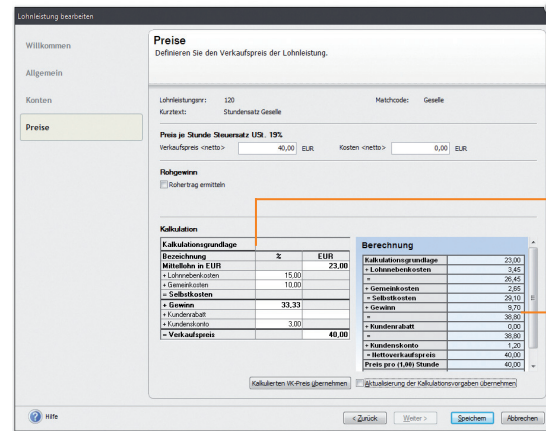 Lohnleistung bearbeiten
Willkommen
Allgemein
Konten
Preise
Preise
Definieren Sie den Verkaufspreis der Lohnleistung.
Lohnleistungsnr: 120 Matchcode: Geselle
Kurztext: Stundensatz Geselle
Preis je Stunde Steuersatz USt. 19%
Verkaufspreis <netto> 40,00 EUR Kosten <netto> 0,00 EUR
Rohgewinn
Rohertrag ermitteln
Kalkulation
Kalkulationsgrundlage
Bezeichnung % EUR
Mittellohn in EUR 23,00
+ Lohnnebenkosten 15,00
+ Gemeinkosten 10,00
= Selbstkosten
+ Gewinn 33,33
+ Kundenrabatt
+ Kundenskonto 3,00
= Verkaufspreis 40,00
Berechnung
Kalkulationsgrundlage 23,00
+ Lohnnebenkosten 3,45
= 26,45
+ Gemeinkosten 2,65
= Selbstkosten 29,10
+ Gewinn 9,70
= 38,80
+ Kundenrabatt 0,00
= 38,80
+ Kundenskonto 1,20
= Nettoverkaufspreis 40,00
Preis pro (1,00) Stunde 40,00
Kalkulierten VK-Preis übernehmen
Aktualisierung der Kalkulationsvorgaben übernehmen
Hilfe
< Zurück Weiter > Speichern Abbrechen